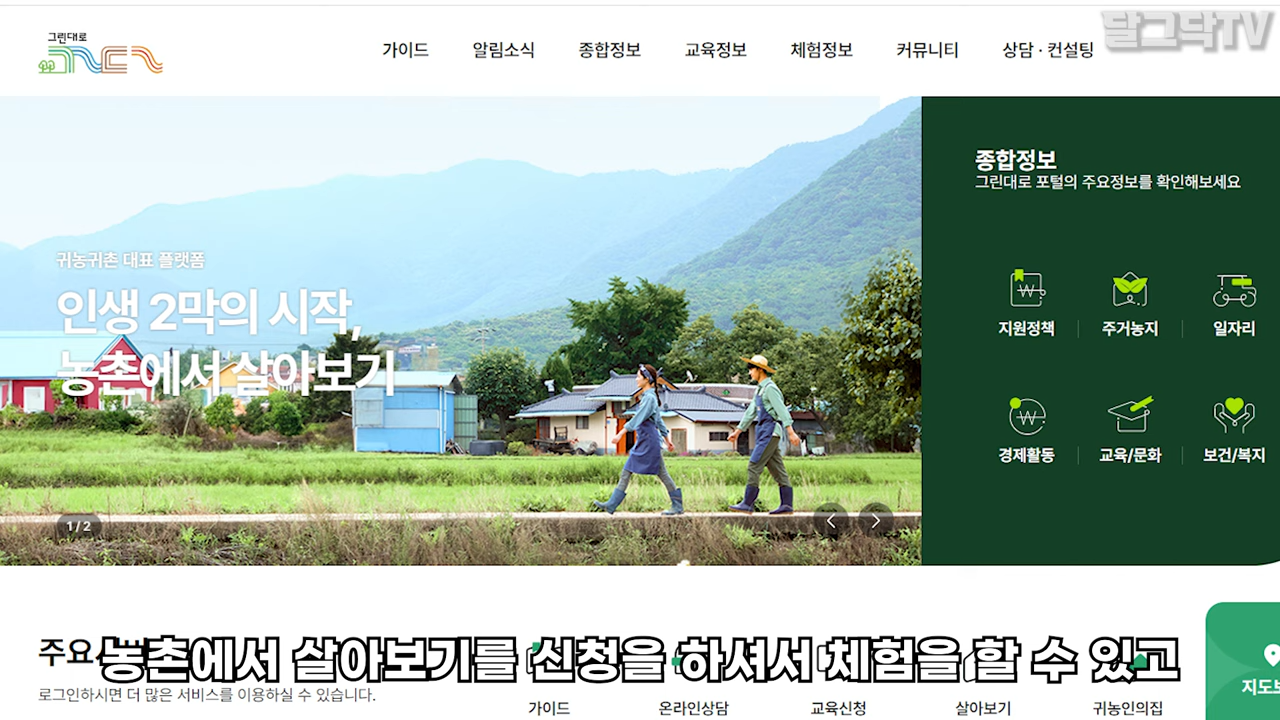 그린대로
가이드 알림소식 종합정보 교육정보 체험정보 커뮤니티 상담 · 컨설팅
달그닥TV
귀농귀촌 대표 플랫폼
인생 2막의 시작,
농촌에서 살아보기
1 / 2
종합정보
그린대로 포털의 주요정보를 확인해보세요
지원정책 주거농지 일자리
경제활동 교육/문화 보건/복지
농촌에서 살아보기를 신청을 하셔서 체험을 할 수 있고
로그인하시면 더 많은 서비스를 이용하실 수 있습니다.
가이드 온라인상담 교육신청 살아보기 귀농인의집